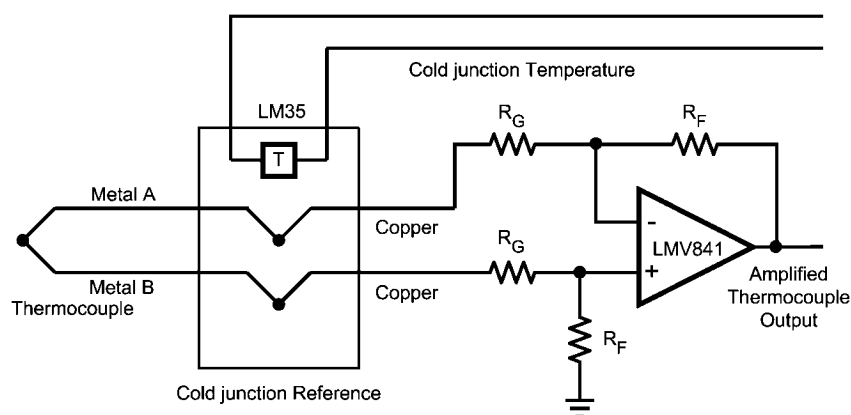 Cold junction Temperature
LM35
T
RG
RF
Metal A
Copper
Metal B
Thermocouple
Copper
RG
-
LMV841
+
Amplified
Thermocouple
Output
RF
Cold junction Reference